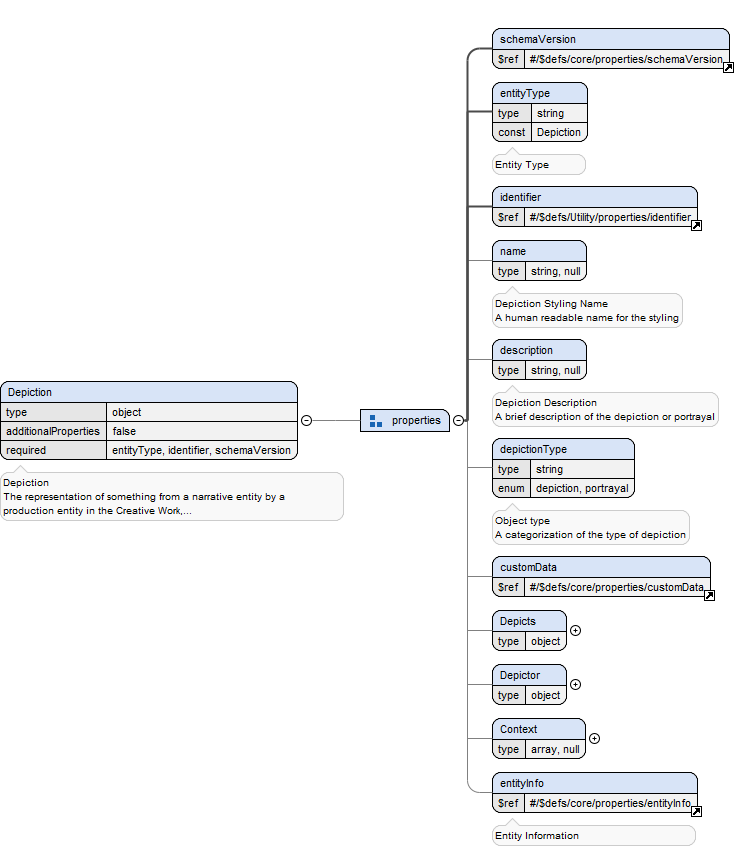 schemaVersion
$ref #/$defs/core/properties/schemaVersion
entityType
type string
const Depiction
Entity Type
identifier
$ref #/$defs/Utility/properties/identifier
name
type string, null
Depiction Styling Name
A human readable name for the styling
description
type string, null
Depiction Description
A brief description of the depiction or portrayal
Depiction
type object
additionalProperties false
required entityType, identifier, schemaVersion
Depiction
The representation of something from a narrative entity by a
production entity in the Creative Work,...
properties
depictionType
type string
enum depiction, portrayal
Object type
A categorization of the type of depiction
customData
$ref #/$defs/core/properties/customData
Depicts
type object
Depictor
type object
Context
type array, null
entityInfo
$ref #/$defs/core/properties/entityInfo
Entity Information